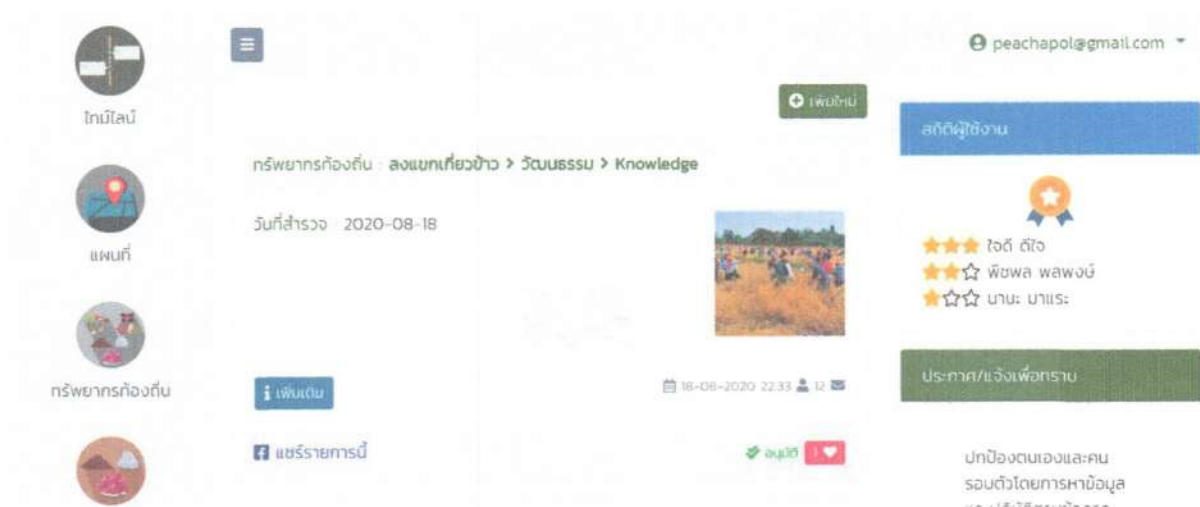 ไทม์ไลน์
แผนที่
ทรัพยากรท้องถิ่น
peachapol@gmail.com
เพิ่มใหม่
ทรัพยากรท้องถิ่น : ลงแขกเกี่ยวข้าว > วัฒนธรรม > Knowledge
วันที่สำรวจ : 2020-08-18
เพิ่มเติม
18-08-2020 22:33 12
แชร์รายการนี้
อนุมัติ 1
สถิติผู้ใช้งาน
ใจดี ดีใจ
พีชพล พลพงษ์
นานะ มาแระ
ประกาศ/แจ้งเพื่อทราบ
ปกป้องตนเองและคน
รอบตัวโดยการหาข้อมูล